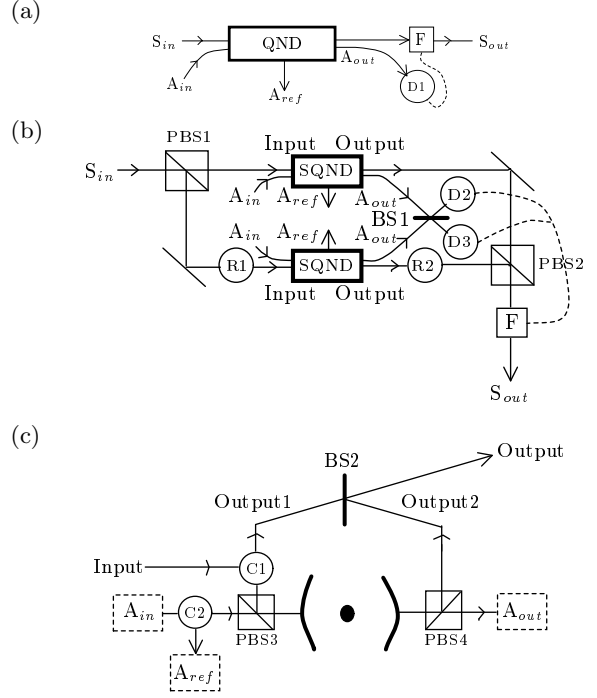 (a)
S_in
QND
F
S_out
A_in
A_ref
A_out
D1
(b)
PBS1
Input Output
S_in
SQND
A_in
A_ref
A_out
D2
BS1
A_in
A_ref
A_out
D3
R1
SQND
R2
PBS2
Input Output
F
S_out
(c)
BS2
Output
Output1
Output2
Input
C1
A_in
C2
A_out
PBS3
PBS4
A_ref